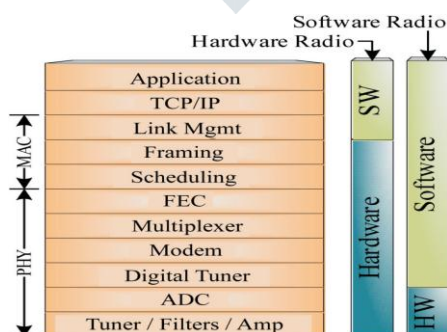 Software Radio
Hardware Radio
Application
TCP/IP
Link Mgmt
Framing
Scheduling
FEC
Multiplexer
Modem
Digital Tuner
ADC
Tuner / Filters / Amp
MAC
PHY
SW
Hardware
Software
HW